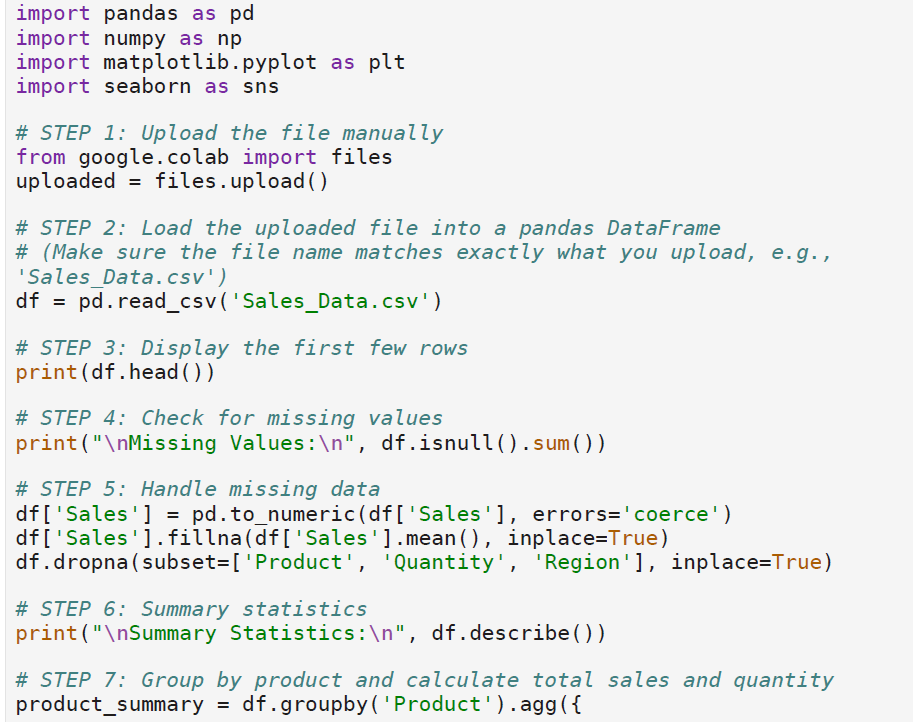 import pandas as pd
import numpy as np
import matplotlib.pyplot as plt
import seaborn as sns
# STEP 1: Upload the file manually
from google.colab import files
uploaded = files.upload()
# STEP 2: Load the uploaded file into a pandas DataFrame
# (Make sure the file name matches exactly what you upload, e.g.,
'Sales_Data.csv')
df = pd.read_csv('Sales_Data.csv')
# STEP 3: Display the first few rows
print(df.head())
# STEP 4: Check for missing values
print("\nMissing Values:\n", df.isnull().sum())
# STEP 5: Handle missing data
df['Sales'] = pd.to_numeric(df['Sales'], errors='coerce')
df['Sales'].fillna(df['Sales'].mean(), inplace=True)
df.dropna(subset=['Product', 'Quantity', 'Region'], inplace=True)
# STEP 6: Summary statistics
print("\nSummary Statistics:\n", df.describe())
# STEP 7: Group by product and calculate total sales and quantity
product_summary = df.groupby('Product').agg({